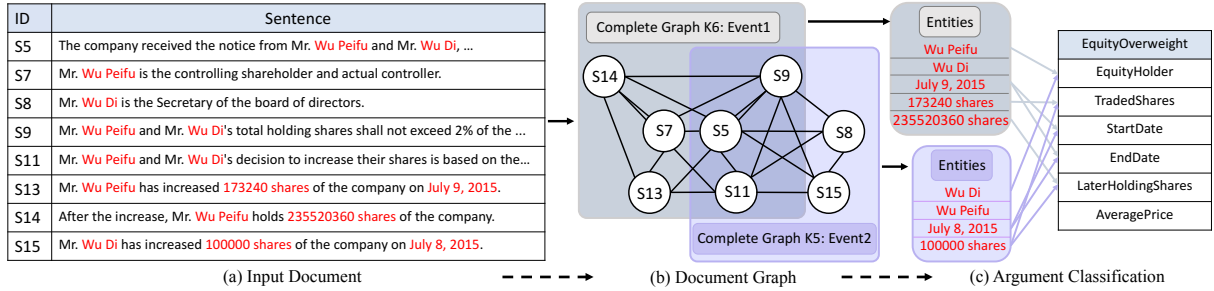 ID Sentence
S5 The company received the notice from Mr. Wu Peifu and Mr. Wu Di, ...
S7 Mr. Wu Peifu is the controlling shareholder and actual controller.
S8 Mr. Wu Di is the Secretary of the board of directors.
S9 Mr. Wu Peifu and Mr. Wu Di's total holding shares shall not exceed 2% of the ...
S11 Mr. Wu Peifu and Mr. Wu Di's decision to increase their shares is based on the...
S13 Mr. Wu Peifu has increased 173240 shares of the company on July 9, 2015.
S14 After the increase, Mr. Wu Peifu holds 235520360 shares of the company.
S15 Mr. Wu Di has increased 100000 shares of the company on July 8, 2015.
(a) Input Document
Complete Graph K6: Event1
S14
S9
S7
S5
S8
S13
S11
S15
Complete Graph K5: Event2
(b) Document Graph
Entities
Wu Peifu
Wu Di
July 9, 2015
173240 shares
235520360 shares
Entities
Wu Di
Wu Peifu
July 8, 2015
100000 shares
EquityOverweight
EquityHolder
TradedShares
StartDate
EndDate
LaterHoldingShares
AveragePrice
(c) Argument Classification